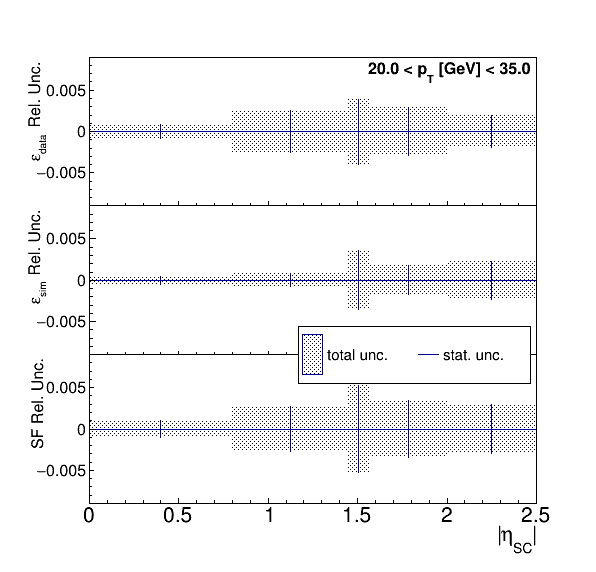 20.0 < p_T [GeV] < 35.0
ε_data Rel. Unc.
0.005
0
−0.005
ε_sim Rel. Unc.
0.005
0
−0.005
total unc.
stat. unc.
SF Rel. Unc.
0.005
0
−0.005
0 0.5 1 1.5 2 2.5
|η_SC|